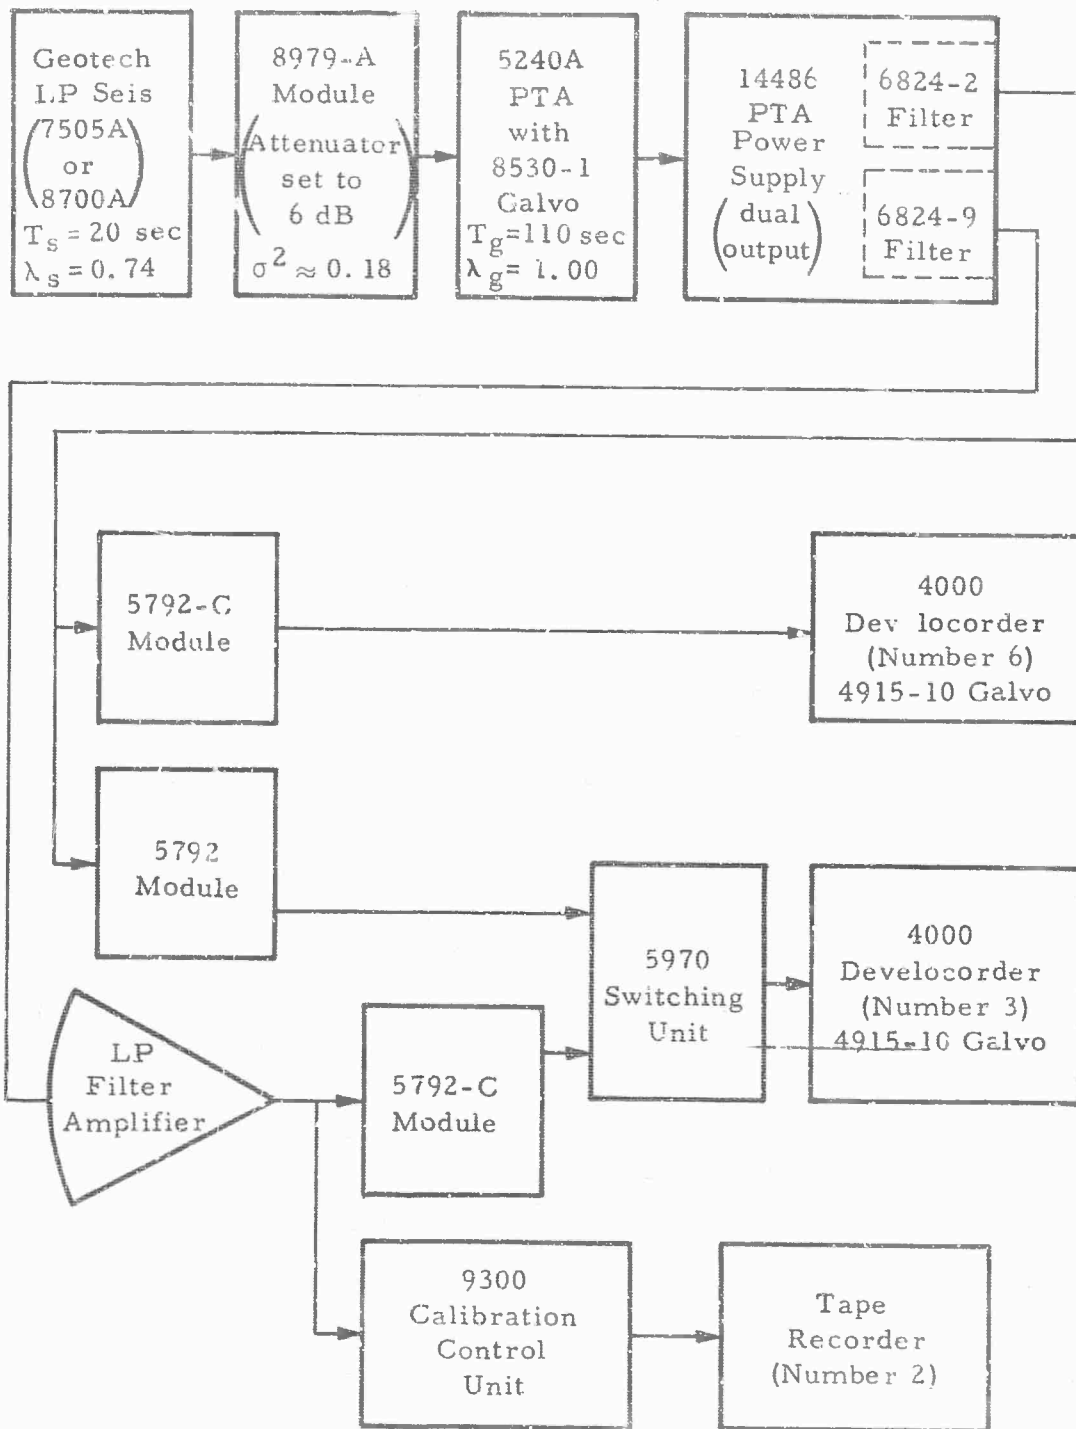 Geotech
LP Seis
(7505A
or
8700A)
T_s = 20 sec
λ_s = 0.74
8979-A
Module
(Attenuator
set to
6 dB)
σ² ≈ 0.18
5240A
PTA
with
8530-1
Galvo
T_g=110 sec
λ_g= 1.00
14486
PTA
Power
Supply
(dual
output)
6824-2
Filter
6824-9
Filter
5792-C
Module
4000
Dev locorder
(Number 6)
4915-10 Galvo
5792
Module
5970
Switching
Unit
4000
Develocorder
(Number 3)
4915-10 Galvo
LP
Filter
Amplifier
5792-C
Module
9300
Calibration
Control
Unit
Tape
Recorder
(Number 2)